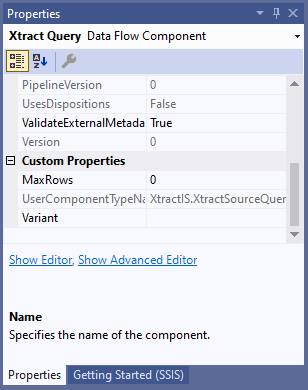 Properties
Xtract Query Data Flow Component
PipelineVersion 0
UsesDispositions False
ValidateExternalMetada True
Version 0
Custom Properties
MaxRows 0
UserComponentTypeNa XtractIS.XtractSourceQuer
Variant
Show Editor, Show Advanced Editor
Name
Specifies the name of the component.
Properties Getting Started (SSIS)